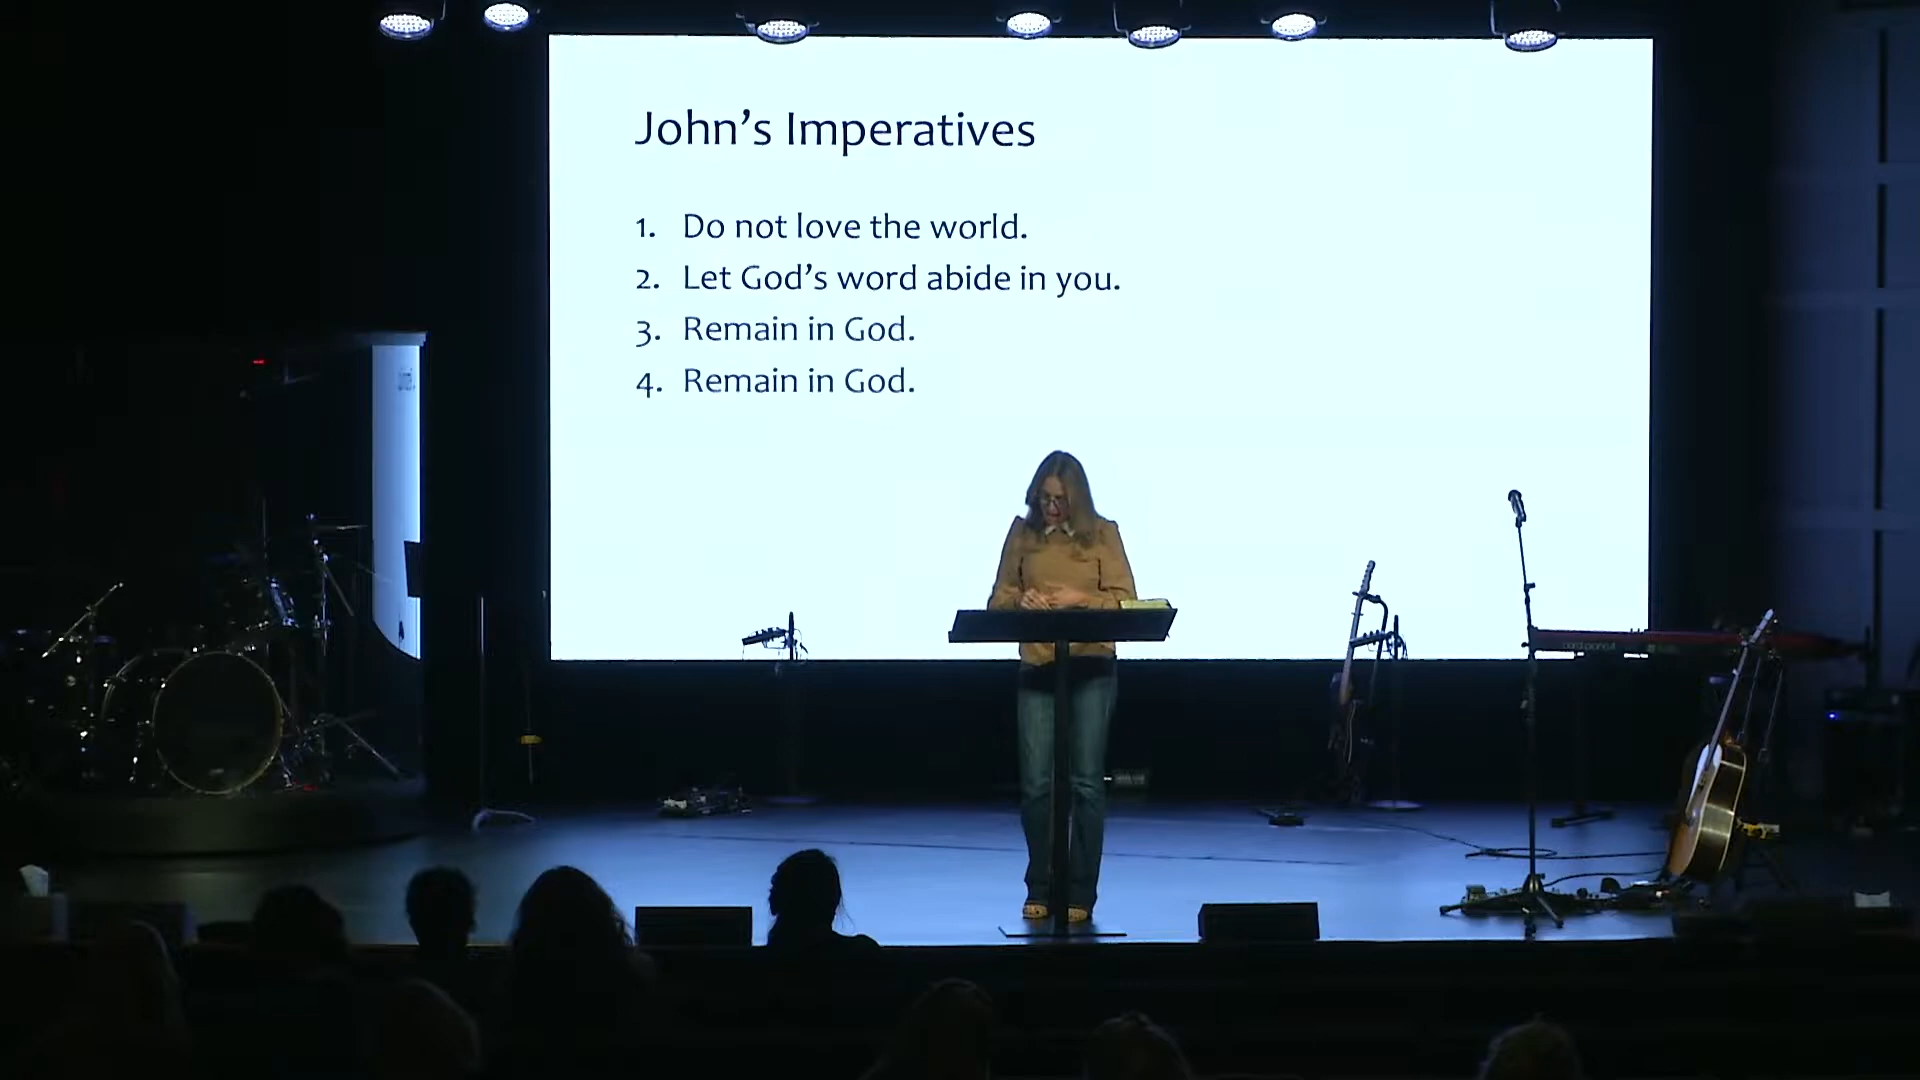 John’s Imperatives
1. Do not love the world.
2. Let God’s word abide in you.
3. Remain in God.
4. Remain in God.